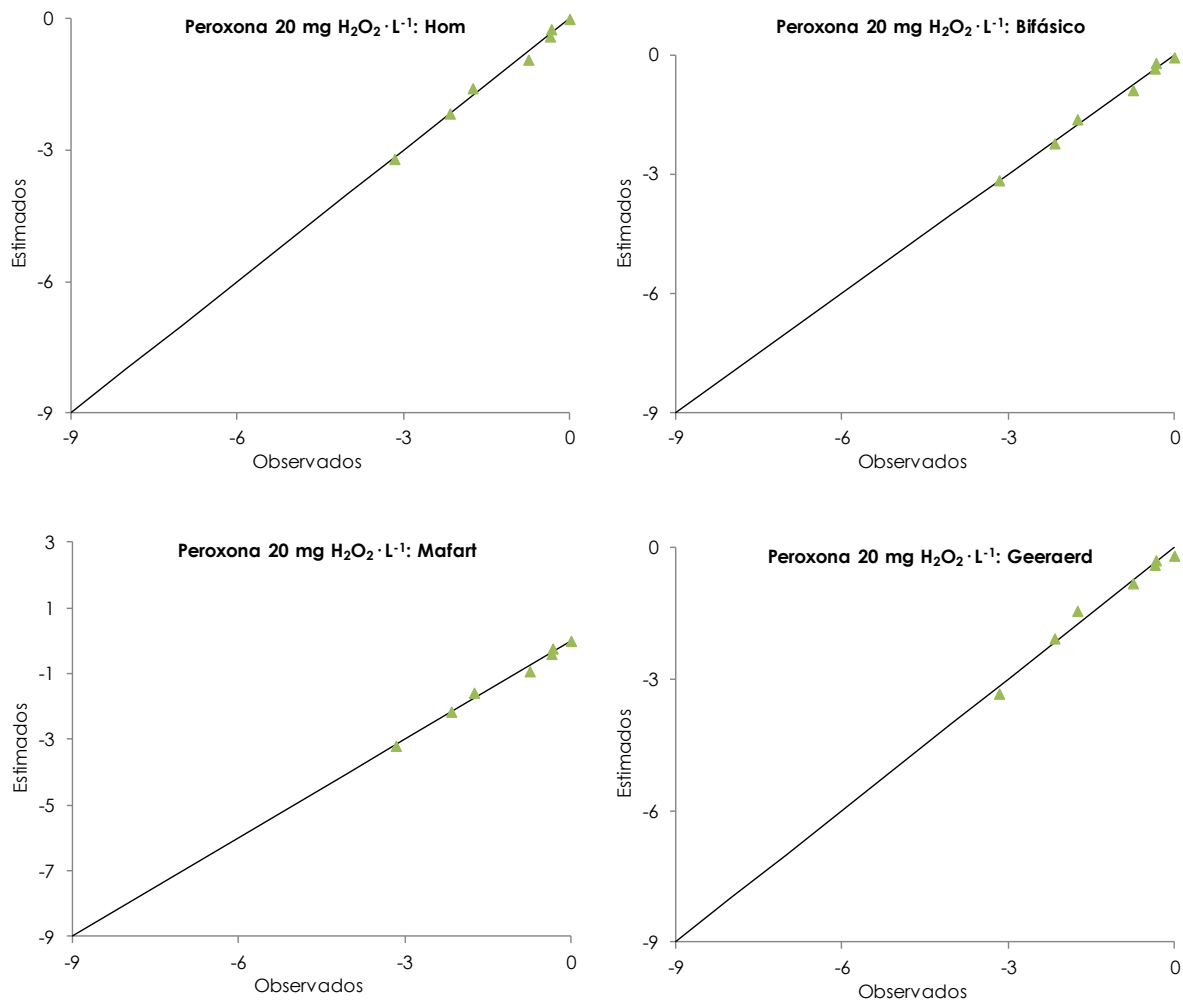 Peroxona 20 mg H₂O₂·L⁻¹: Hom
0
-3
-6
-9
Estimados
-9 -6 -3 0
Observados
Peroxona 20 mg H₂O₂·L⁻¹: Bifásico
0
-3
-6
-9
Estimados
-9 -6 -3 0
Observados
Peroxona 20 mg H₂O₂·L⁻¹: Mafart
3
1
-1
-3
-5
-7
-9
Estimados
-9 -6 -3 0
Observados
Peroxona 20 mg H₂O₂·L⁻¹: Geeraerd
0
-3
-6
-9
Estimados
-9 -6 -3 0
Observados